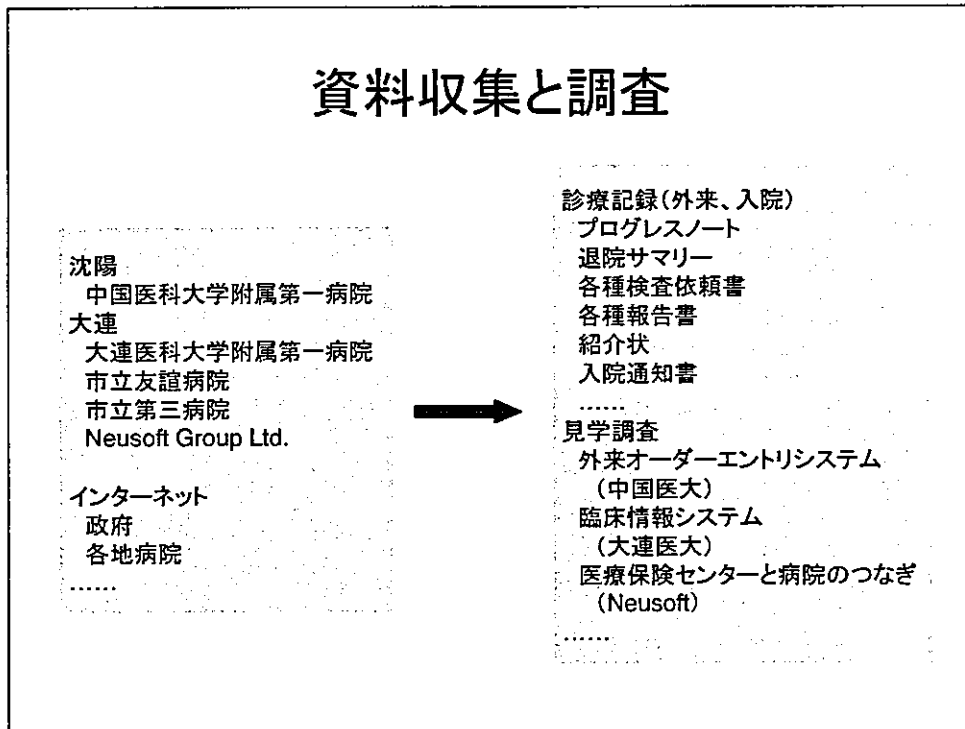 資料収集と調査
沈陽
中国医科大学附属第一病院
大連
大連医科大学附属第一病院
市立友誼病院
市立第三病院
Neusoft Group Ltd.
インターネット
政府
各地病院
……
診療記録(外来、入院)
プログレスノート
退院サマリー
各種検査依頼書
各種報告書
紹介状
入院通知書
……
見学調査
外来オーダーエントリシステム
(中国医大)
臨床情報システム
(大連医大)
医療保険センターと病院のつなぎ
(Neusoft)
……